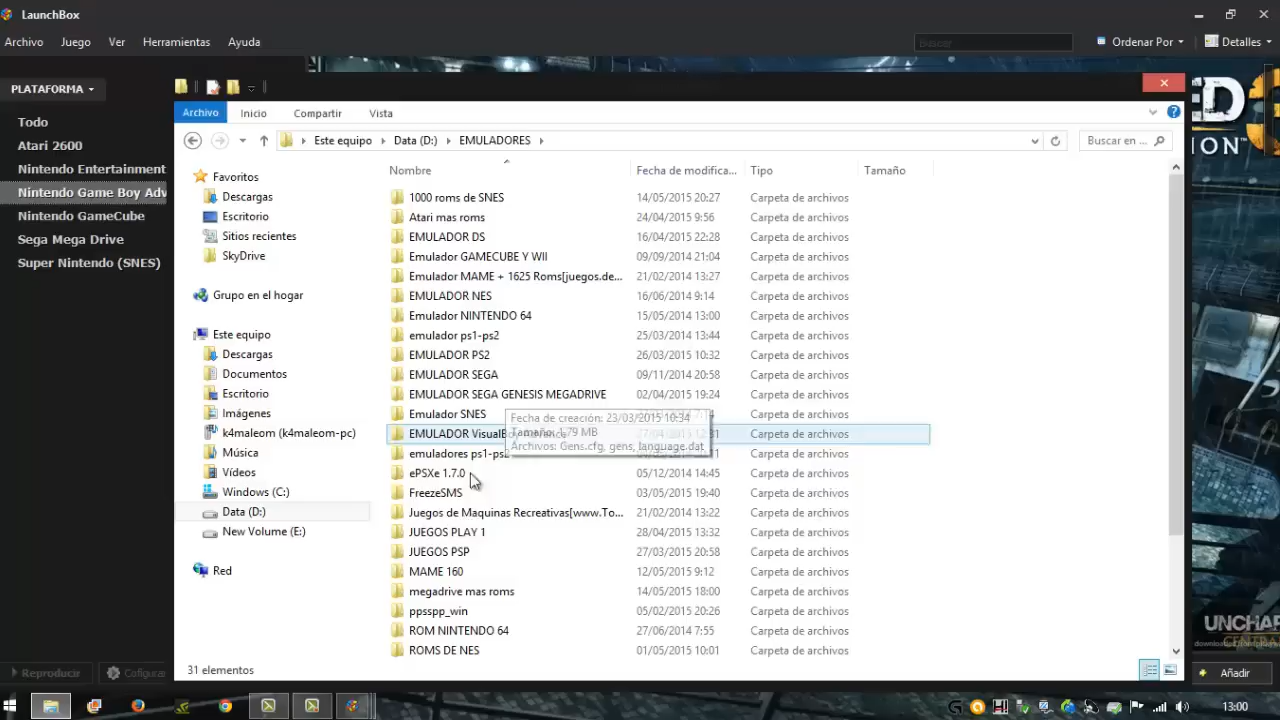 LaunchBox
Archivo Juego Ver Herramientas Ayuda
Buscar
Ordenar Por
Detalles
PLATAFORMA
Todo
Atari 2600
Nintendo Entertainment
Nintendo Game Boy Adv
Nintendo GameCube
Sega Mega Drive
Super Nintendo (SNES)
Reproducir
Añadir
Archivo Inicio Compartir Vista
Este equipo Data (D:) EMULADORES
Buscar en ...
Favoritos
Descargas
Escritorio
Sitios recientes
SkyDrive
Grupo en el hogar
Este equipo
Descargas
Documentos
Escritorio
Imágenes
k4maleom (k4maleom-pc)
Música
Vídeos
Windows (C:)
Data (D:)
New Volume (E:)
Red
Nombre Fecha de modifica... Tipo Tamaño
1000 roms de SNES 14/05/2015 20:27 Carpeta de archivos
Atari mas roms 24/04/2015 9:56 Carpeta de archivos
EMULADOR DS 16/04/2015 22:28 Carpeta de archivos
Emulador GAMECUBE Y WII 09/09/2014 21:04 Carpeta de archivos
Emulador MAME + 1625 Roms[juegos.de... 21/02/2014 13:27 Carpeta de archivos
EMULADOR NES 16/06/2014 9:14 Carpeta de archivos
Emulador NINTENDO 64 15/05/2014 13:00 Carpeta de archivos
emulador ps1-ps2 25/03/2014 13:44 Carpeta de archivos
EMULADOR PS2 26/03/2015 10:32 Carpeta de archivos
EMULADOR SEGA 09/11/2014 20:58 Carpeta de archivos
EMULADOR SEGA GENESIS MEGADRIVE 02/05/2015 19:24 Carpeta de archivos
Emulador SNES Carpeta de archivos
EMULADOR Carpeta de archivos
emuladores Carpeta de archivos
ePSXe 1.7.0 05/12/2014 14:45 Carpeta de archivos
FreezeSMS 03/05/2015 19:40 Carpeta de archivos
Juegos de Maquinas Recreativas[www.To... 21/02/2014 13:22 Carpeta de archivos
JUEGOS PLAY 1 28/04/2015 13:32 Carpeta de archivos
JUEGOS PSP 27/03/2015 20:58 Carpeta de archivos
MAME 160 12/05/2015 9:12 Carpeta de archivos
megadrive mas roms 14/05/2015 18:00 Carpeta de archivos
ppsspp_win 05/02/2015 20:26 Carpeta de archivos
ROM NINTENDO 64 27/06/2014 7:55 Carpeta de archivos
ROMS DE NES 01/05/2015 10:01 Carpeta de archivos
Fecha de creación: 23/03/2015 10:34
Tamaño: 1,79 MB
Archivos: Gens.cfg, gens, language.dat
31 elementos
13:00